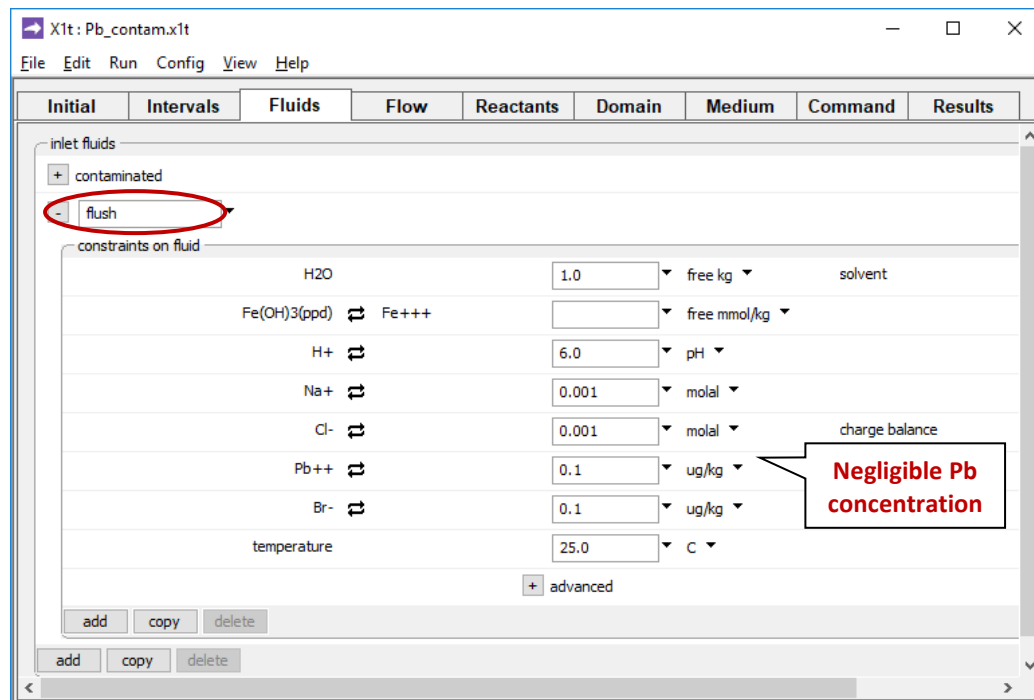 X1t : Pb_contam.x1t
File Edit Run Config View Help
Initial Intervals Fluids Flow Reactants Domain Medium Command Results
inlet fluids
+ contaminated
- flush
constraints on fluid
H2O 1.0 free kg solvent
Fe(OH)3(ppd) Fe+++ free mmol/kg
H+ 6.0 pH
Na+ 0.001 molal
Cl- 0.001 molal charge balance
Pb++ 0.1 ug/kg
Br- 0.1 ug/kg
Negligible Pb
concentration
temperature 25.0 C
+ advanced
add copy delete
add copy delete